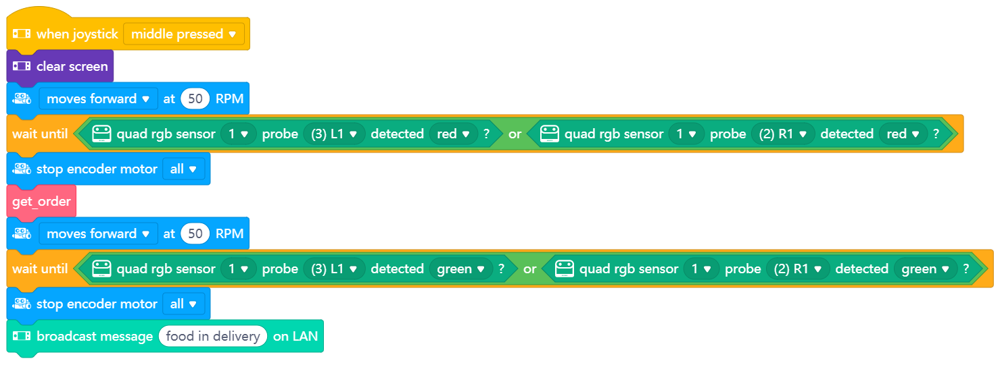 when joystick middle pressed
clear screen
moves forward at 50 RPM
wait until quad rgb sensor 1 probe (3) L1 detected red ? or quad rgb sensor 1 probe (2) R1 detected red ?
stop encoder motor all
get_order
moves forward at 50 RPM
wait until quad rgb sensor 1 probe (3) L1 detected green ? or quad rgb sensor 1 probe (2) R1 detected green ?
stop encoder motor all
broadcast message food in delivery on LAN